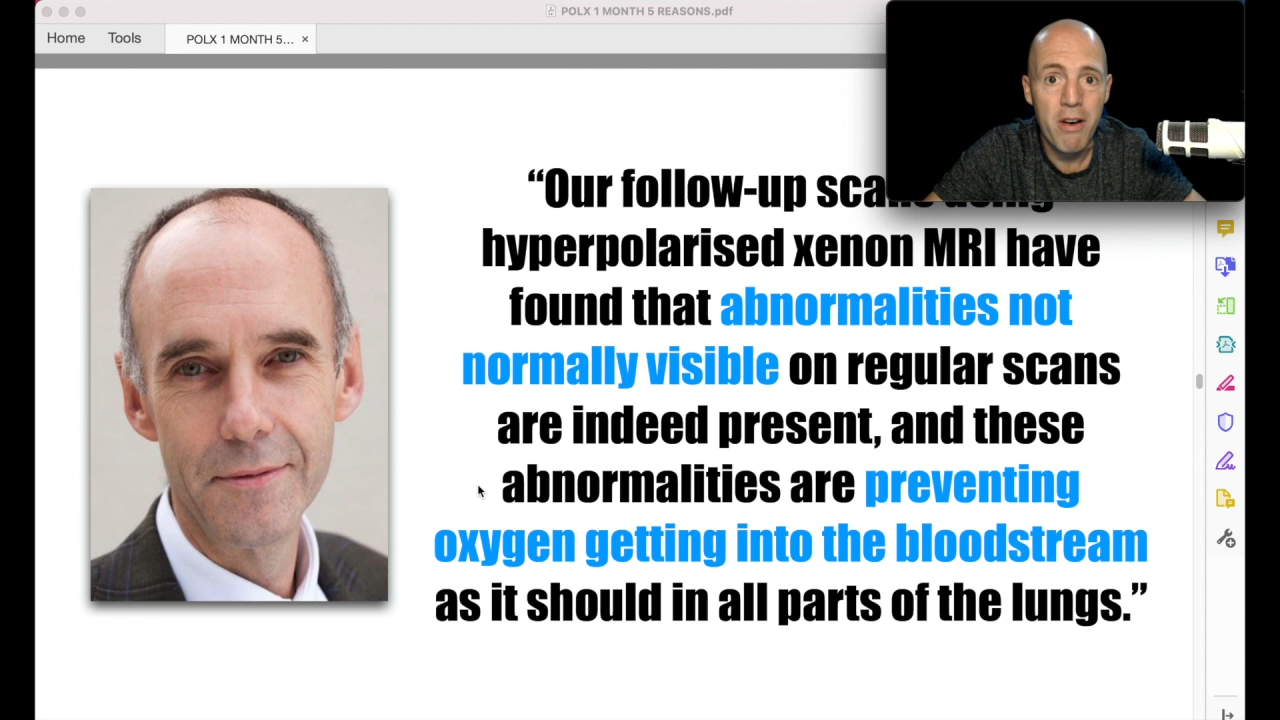 POLX 1 MONTH 5 REASONS.pdf
Home Tools POLX 1 MONTH 5... ×
“Our follow-up scans using
hyperpolarised xenon MRI have
found that abnormalities not
normally visible on regular scans
are indeed present, and these
abnormalities are preventing
oxygen getting into the bloodstream
as it should in all parts of the lungs.”